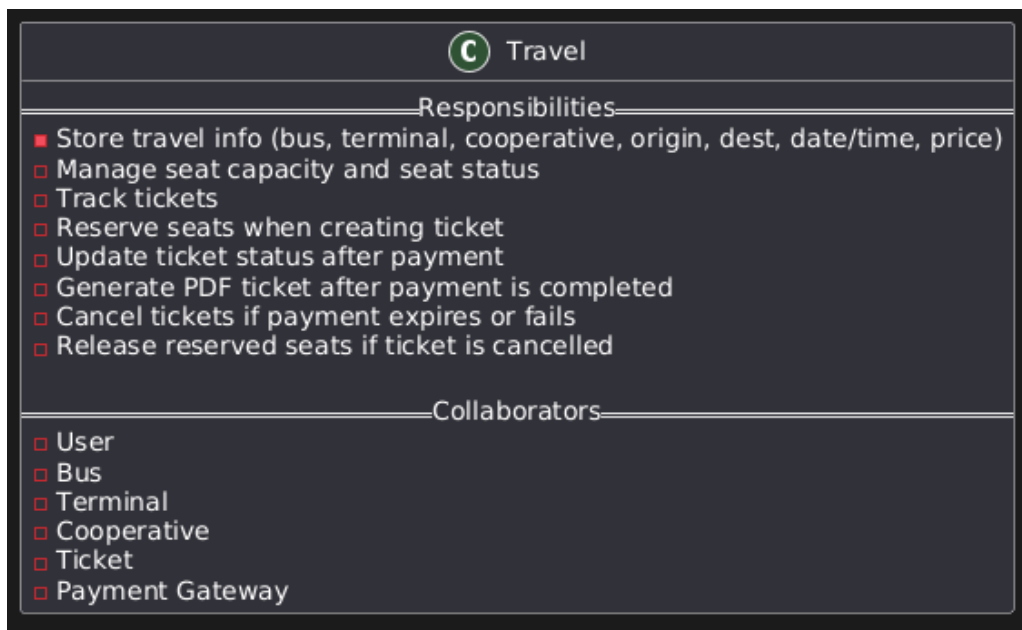 C Travel
Responsibilities
Store travel info (bus, terminal, cooperative, origin, dest, date/time, price)
Manage seat capacity and seat status
Track tickets
Reserve seats when creating ticket
Update ticket status after payment
Generate PDF ticket after payment is completed
Cancel tickets if payment expires or fails
Release reserved seats if ticket is cancelled
Collaborators
User
Bus
Terminal
Cooperative
Ticket
Payment Gateway